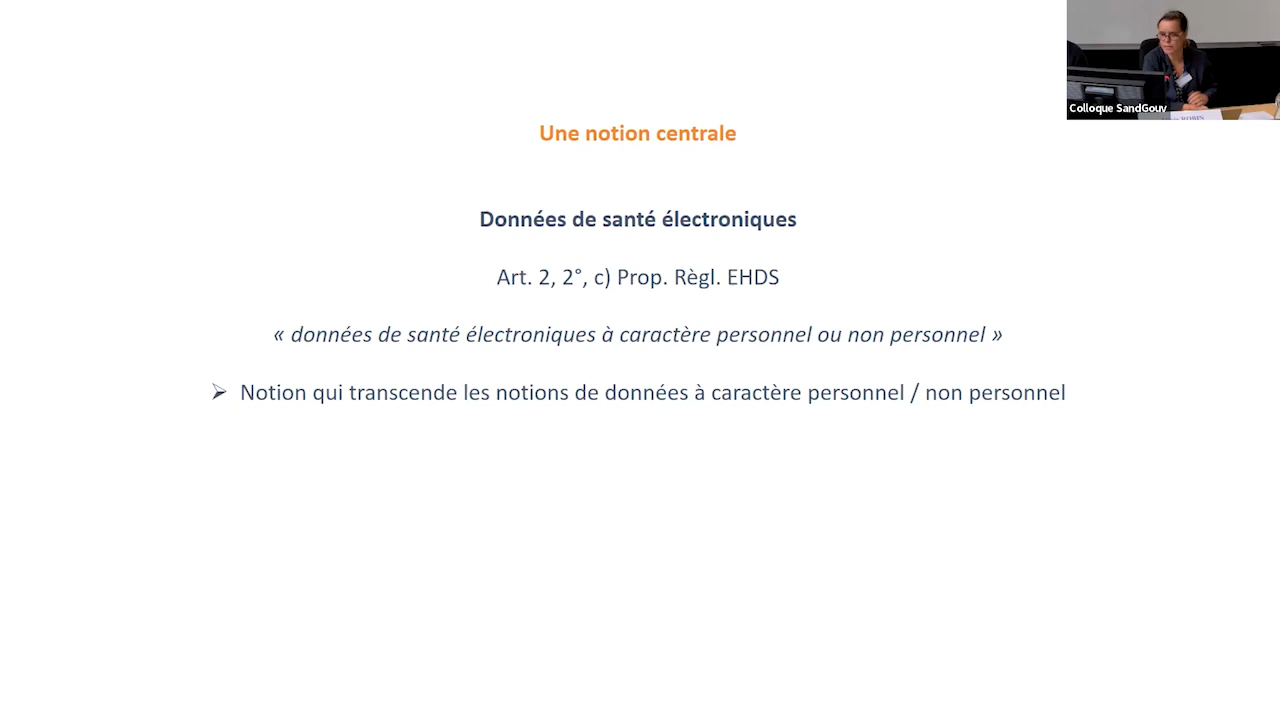 Colloque SandGouv
ROBIN
Une notion centrale
Données de santé électroniques
Art. 2, 2°, c) Prop. Règl. EHDS
« données de santé électroniques à caractère personnel ou non personnel »
➢ Notion qui transcende les notions de données à caractère personnel / non personnel